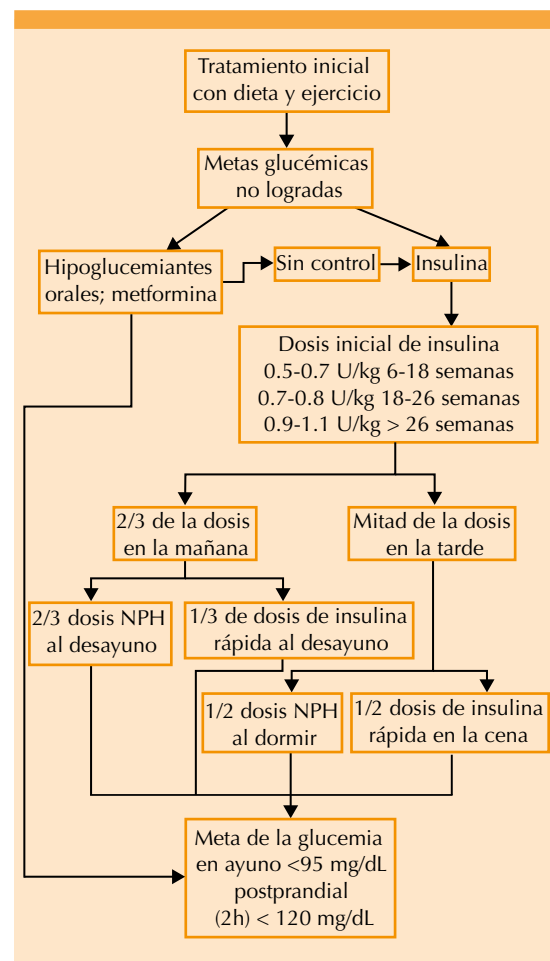 Tratamiento inicial
con dieta y ejercicio
Metas glucémicas
no logradas
Hipoglucemiantes
orales; metformina
Sin control
Insulina
Dosis inicial de insulina
0.5-0.7 U/kg 6-18 semanas
0.7-0.8 U/kg 18-26 semanas
0.9-1.1 U/kg > 26 semanas
2/3 de la dosis
en la mañana
Mitad de la dosis
en la tarde
2/3 dosis NPH
al desayuno
1/3 de dosis de insulina
rápida al desayuno
1/2 dosis NPH
al dormir
1/2 dosis de insulina
rápida en la cena
Meta de la glucemia
en ayuno <95 mg/dL
postprandial
(2h) < 120 mg/dL